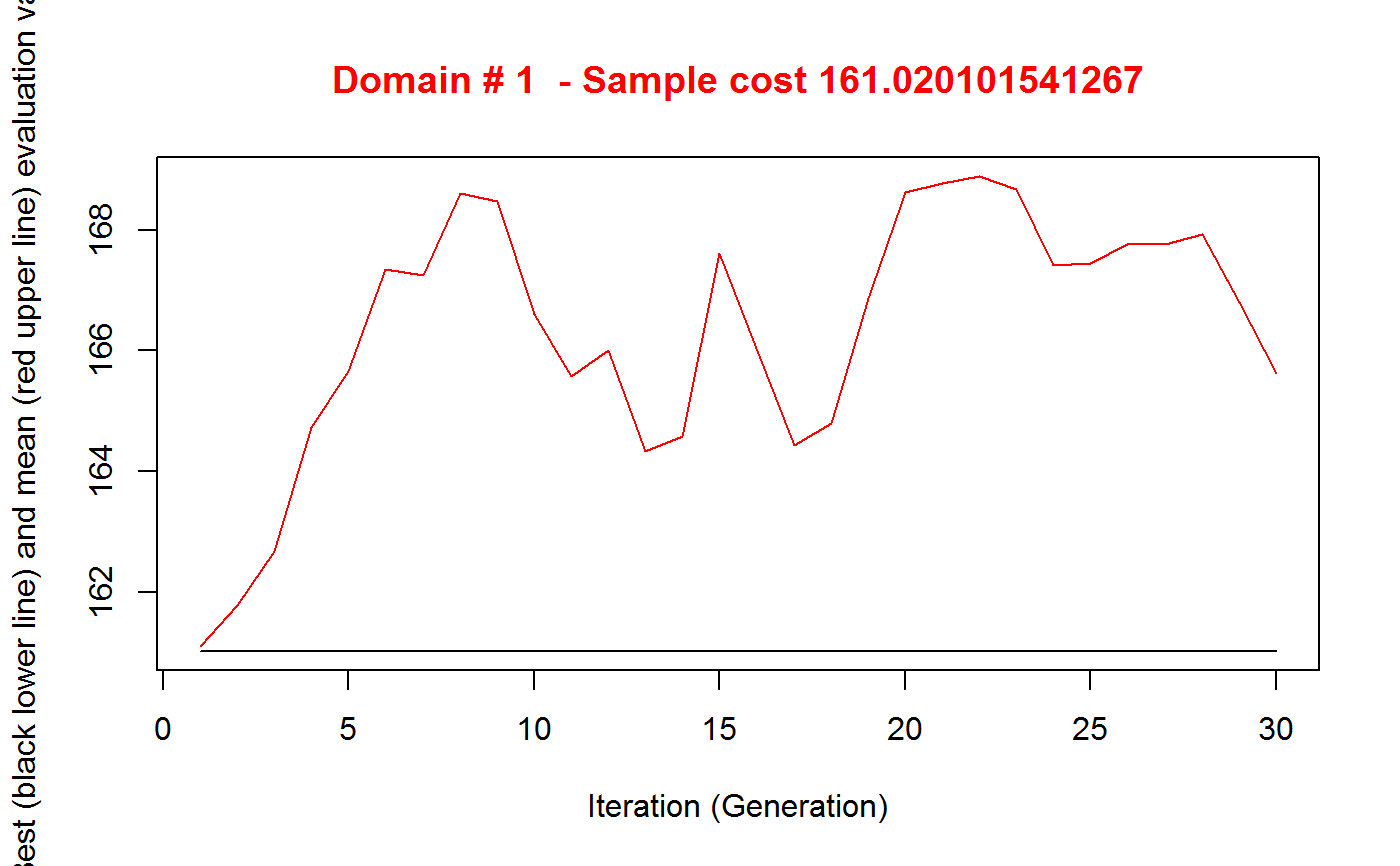 Domain # 1  - Sample cost 161.020101541267
(black lower line) and mean (red upper line) evaluation
168
166
164
162
0 5 10 15 20 25 30
Iteration (Generation)